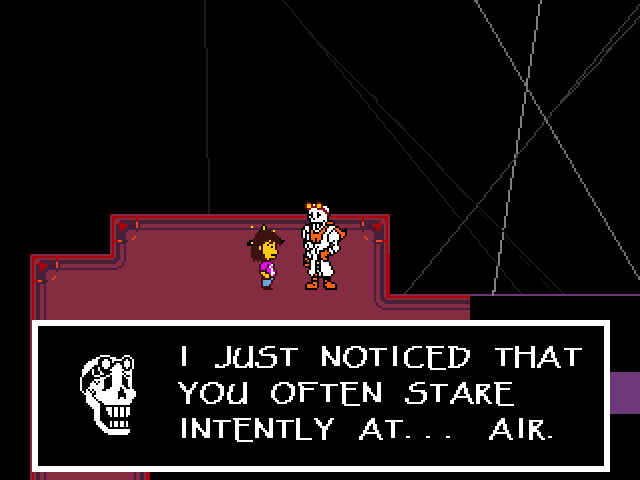 I JUST NOTICED THAT
YOU OFTEN STARE
INTENTLY AT... AIR.